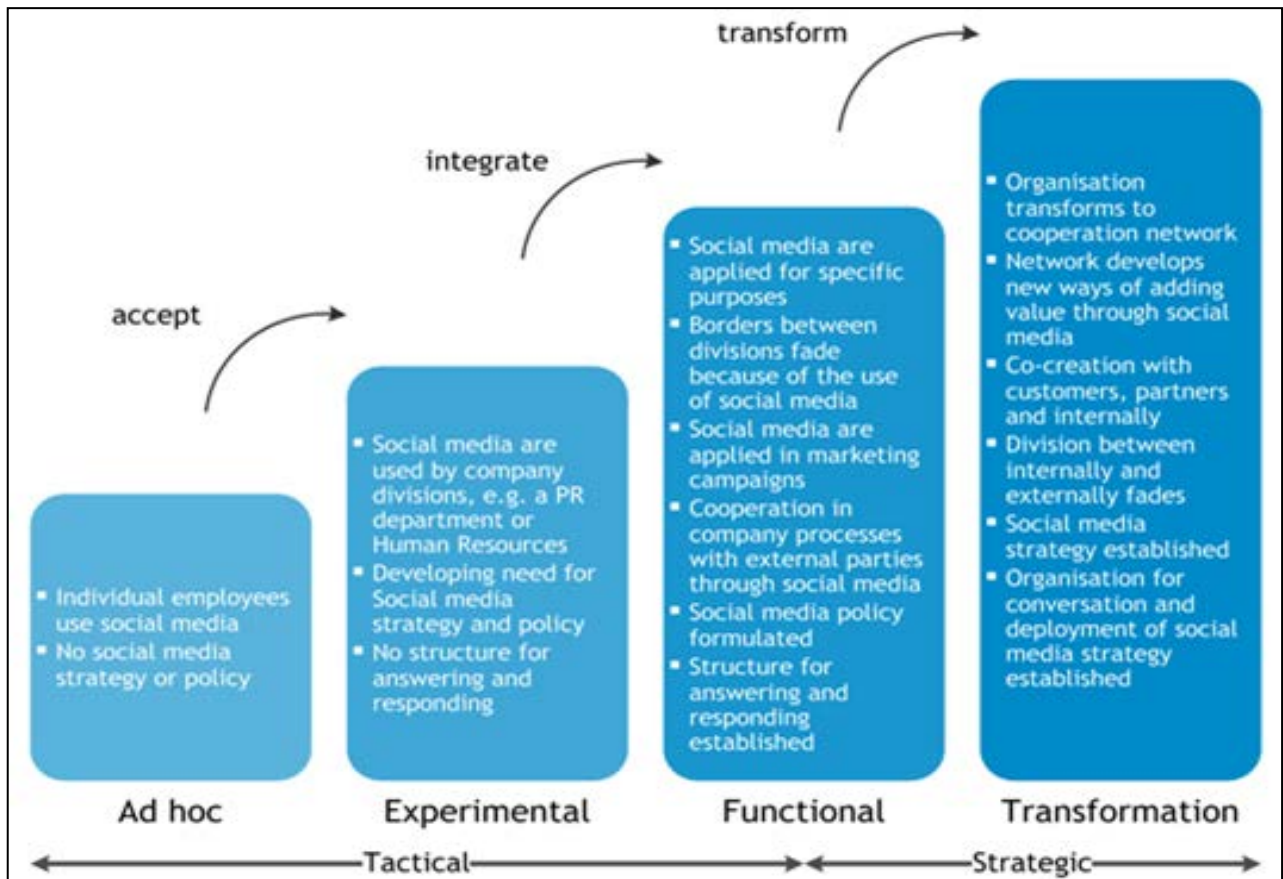 transform
integrate
accept
▪ Individual employees
use social media
▪ No social media
strategy or policy
▪ Social media are
used by company
divisions, e.g. a PR
department or
Human Resources
▪ Developing need for
Social media
strategy and policy
▪ No structure for
answering and
responding
▪ Social media are
applied for specific
purposes
▪ Borders between
divisions fade
because of the use
of social media
▪ Social media are
applied in marketing
campaigns
▪ Cooperation in
company processes
with external parties
through social media
▪ Social media policy
formulated
▪ Structure for
answering and
responding
established
▪ Organisation
transforms to
cooperation network
▪ Network develops
new ways of adding
value through social
media
▪ Co-creation with
customers, partners
and internally
▪ Division between
internally and
externally fades
▪ Social media
strategy established
▪ Organisation for
conversation and
deployment of social
media strategy
established
Ad hoc
Experimental
Functional
Transformation
Tactical
Strategic